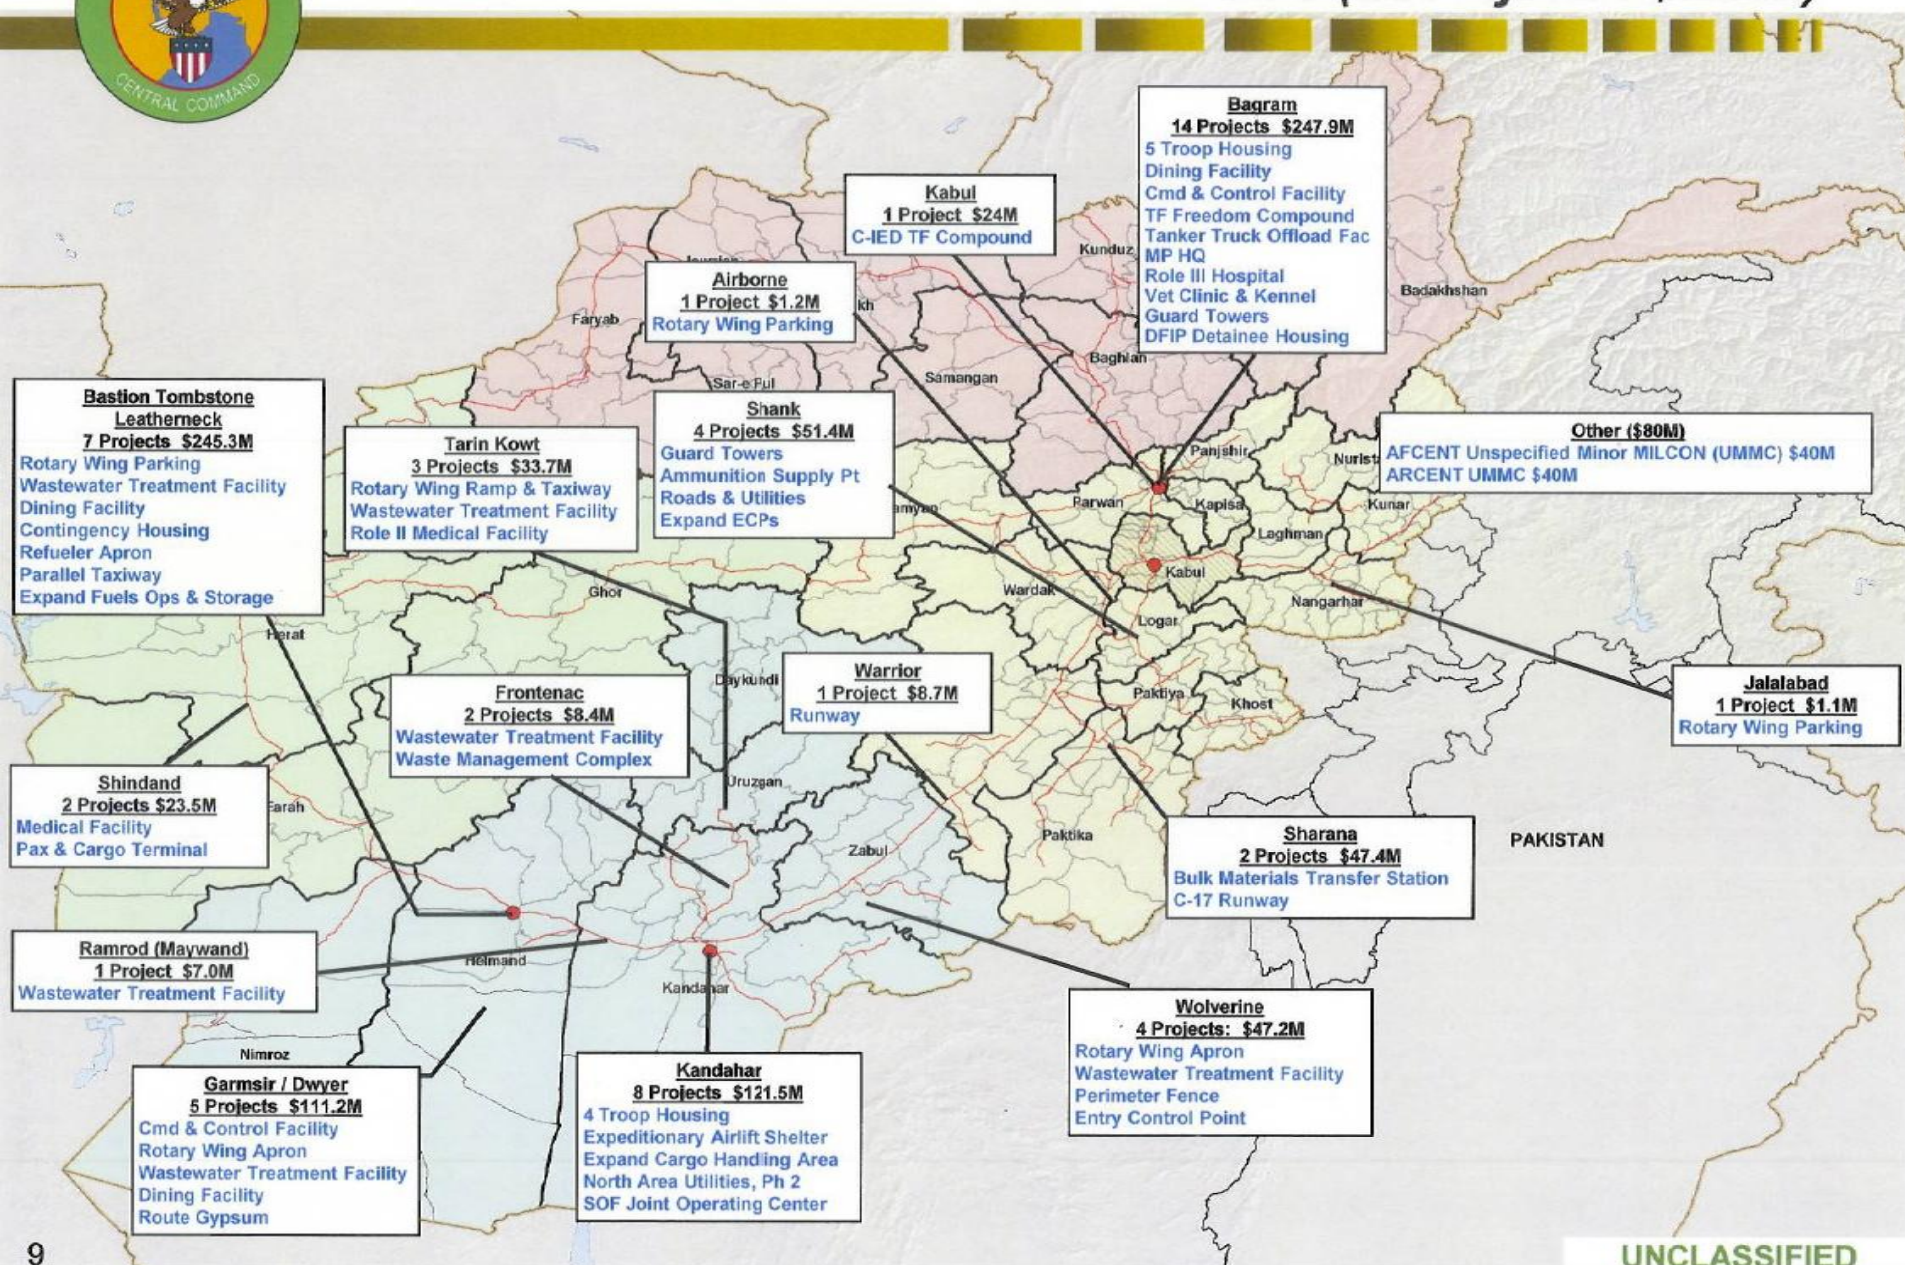 CENTRAL COMMAND
Bagram
14 Projects $247.9M
5 Troop Housing
Dining Facility
Cmd & Control Facility
TF Freedom Compound
Tanker Truck Offload Fac
MP HQ
Role III Hospital
Vet Clinic & Kennel
Guard Towers
DFIP Detainee Housing
Kabul
1 Project $24M
C-IED TF Compound
Airborne
1 Project $1.2M
Rotary Wing Parking
kh
Kunduz
Badakhshan
Faryab
Baghlan
Samangan
Sar-e Pul
Bastion Tombstone
Leatherneck
7 Projects $245.3M
Rotary Wing Parking
Wastewater Treatment Facility
Dining Facility
Contingency Housing
Refueler Apron
Parallel Taxiway
Expand Fuels Ops & Storage
Tarin Kowt
3 Projects $33.7M
Rotary Wing Ramp & Taxiway
Wastewater Treatment Facility
Role II Medical Facility
Shank
4 Projects $51.4M
Guard Towers
Ammunition Supply Pt
Roads & Utilities
Expand ECPs
Other ($80M)
AFCENT Unspecified Minor MILCON (UMMC) $40M
ARCENT UMMC $40M
Panjshir
Nurist
Parwan
Kapisa
Kunar
amyan
Laghman
Kabul
Wardak
Nangarhar
Logar
Ghor
Herat
Daykundi
Paktiya
Khost
Warrior
1 Project $8.7M
Runway
Jalalabad
1 Project $1.1M
Rotary Wing Parking
Frontenac
2 Projects $8.4M
Wastewater Treatment Facility
Waste Management Complex
Shindand
2 Projects $23.5M
Medical Facility
Pax & Cargo Terminal
Farah
Uruzgan
Zabul
Paktika
Sharana
2 Projects $47.4M
Bulk Materials Transfer Station
C-17 Runway
PAKISTAN
Ramrod (Maywand)
1 Project $7.0M
Wastewater Treatment Facility
Helmand
Kandahar
Nimroz
Wolverine
4 Projects: $47.2M
Rotary Wing Apron
Wastewater Treatment Facility
Perimeter Fence
Entry Control Point
Garmsir / Dwyer
5 Projects $111.2M
Cmd & Control Facility
Rotary Wing Apron
Wastewater Treatment Facility
Dining Facility
Route Gypsum
Kandahar
8 Projects $121.5M
4 Troop Housing
Expeditionary Airlift Shelter
Expand Cargo Handling Area
North Area Utilities, Ph 2
SOF Joint Operating Center
9
UNCLASSIFIED